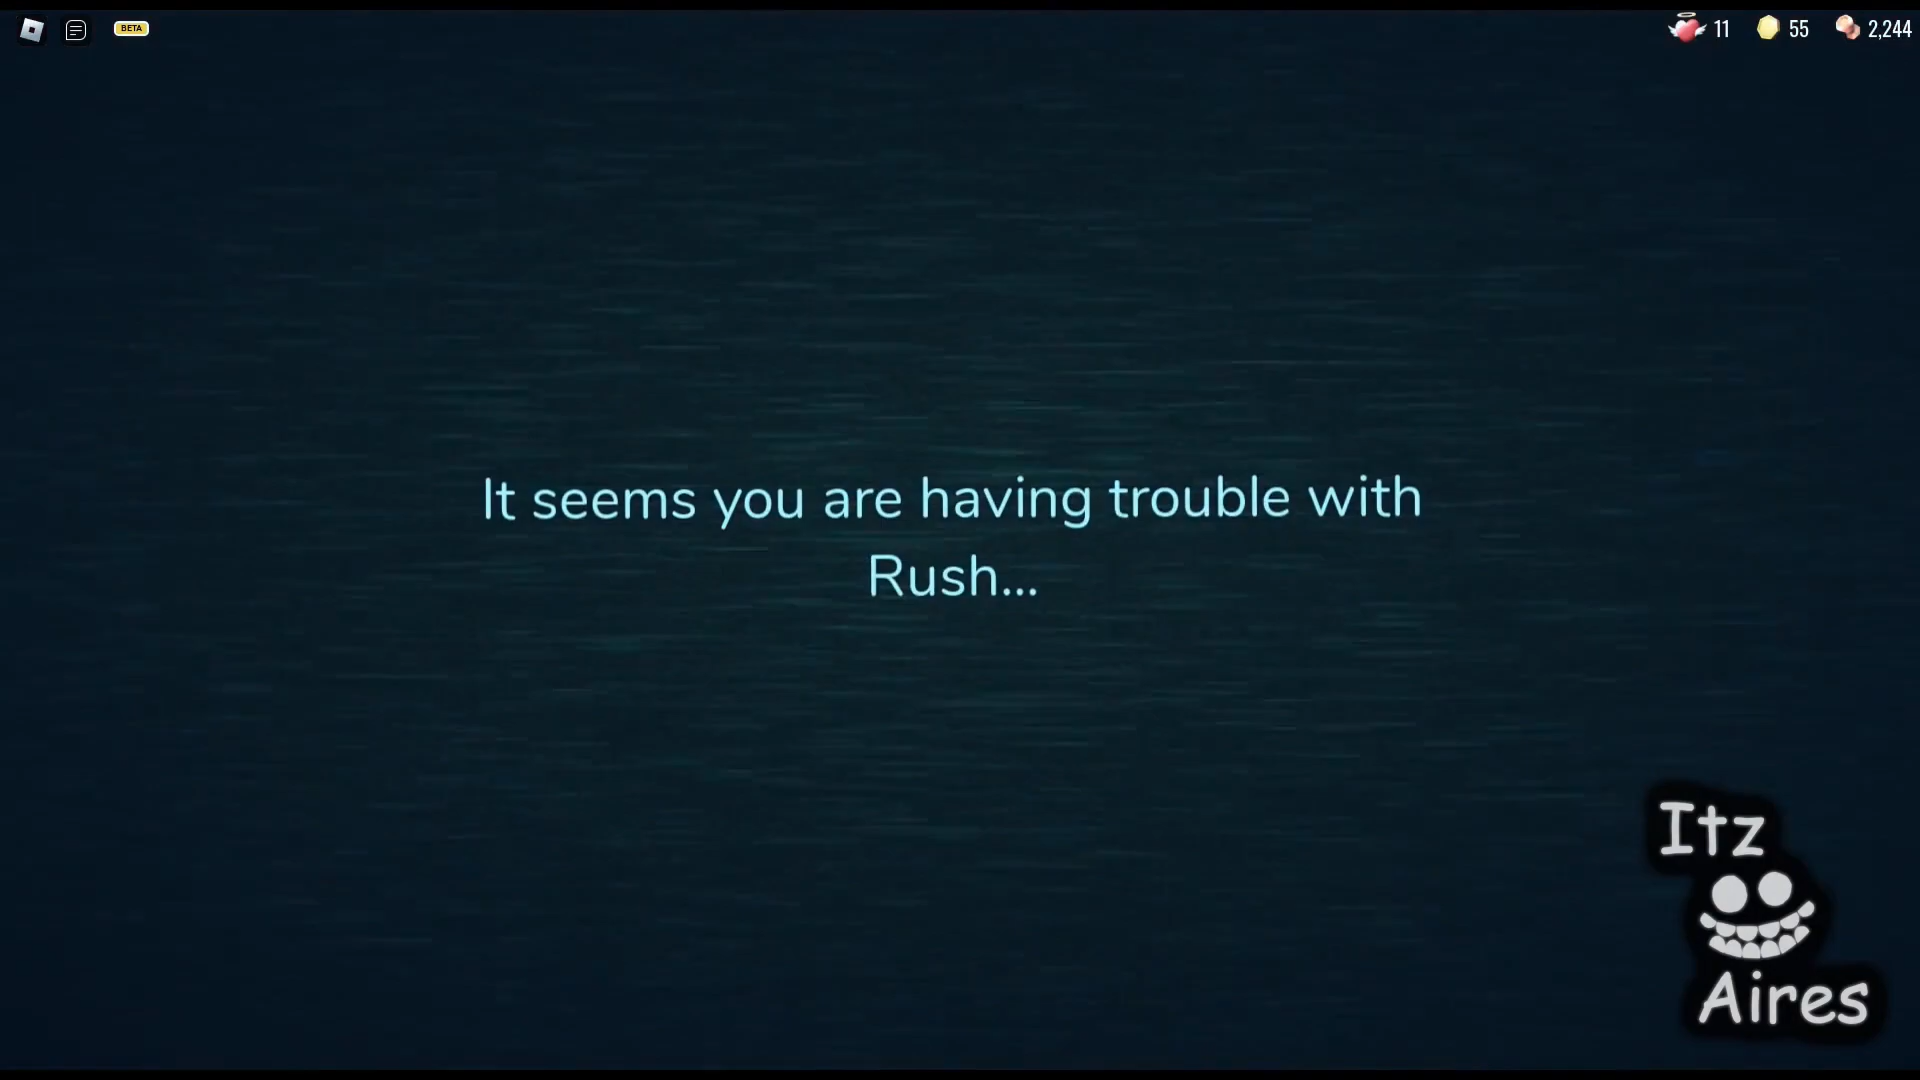 BETA
11
55
2,244
It seems you are having trouble with
Rush...
Itz
Aires